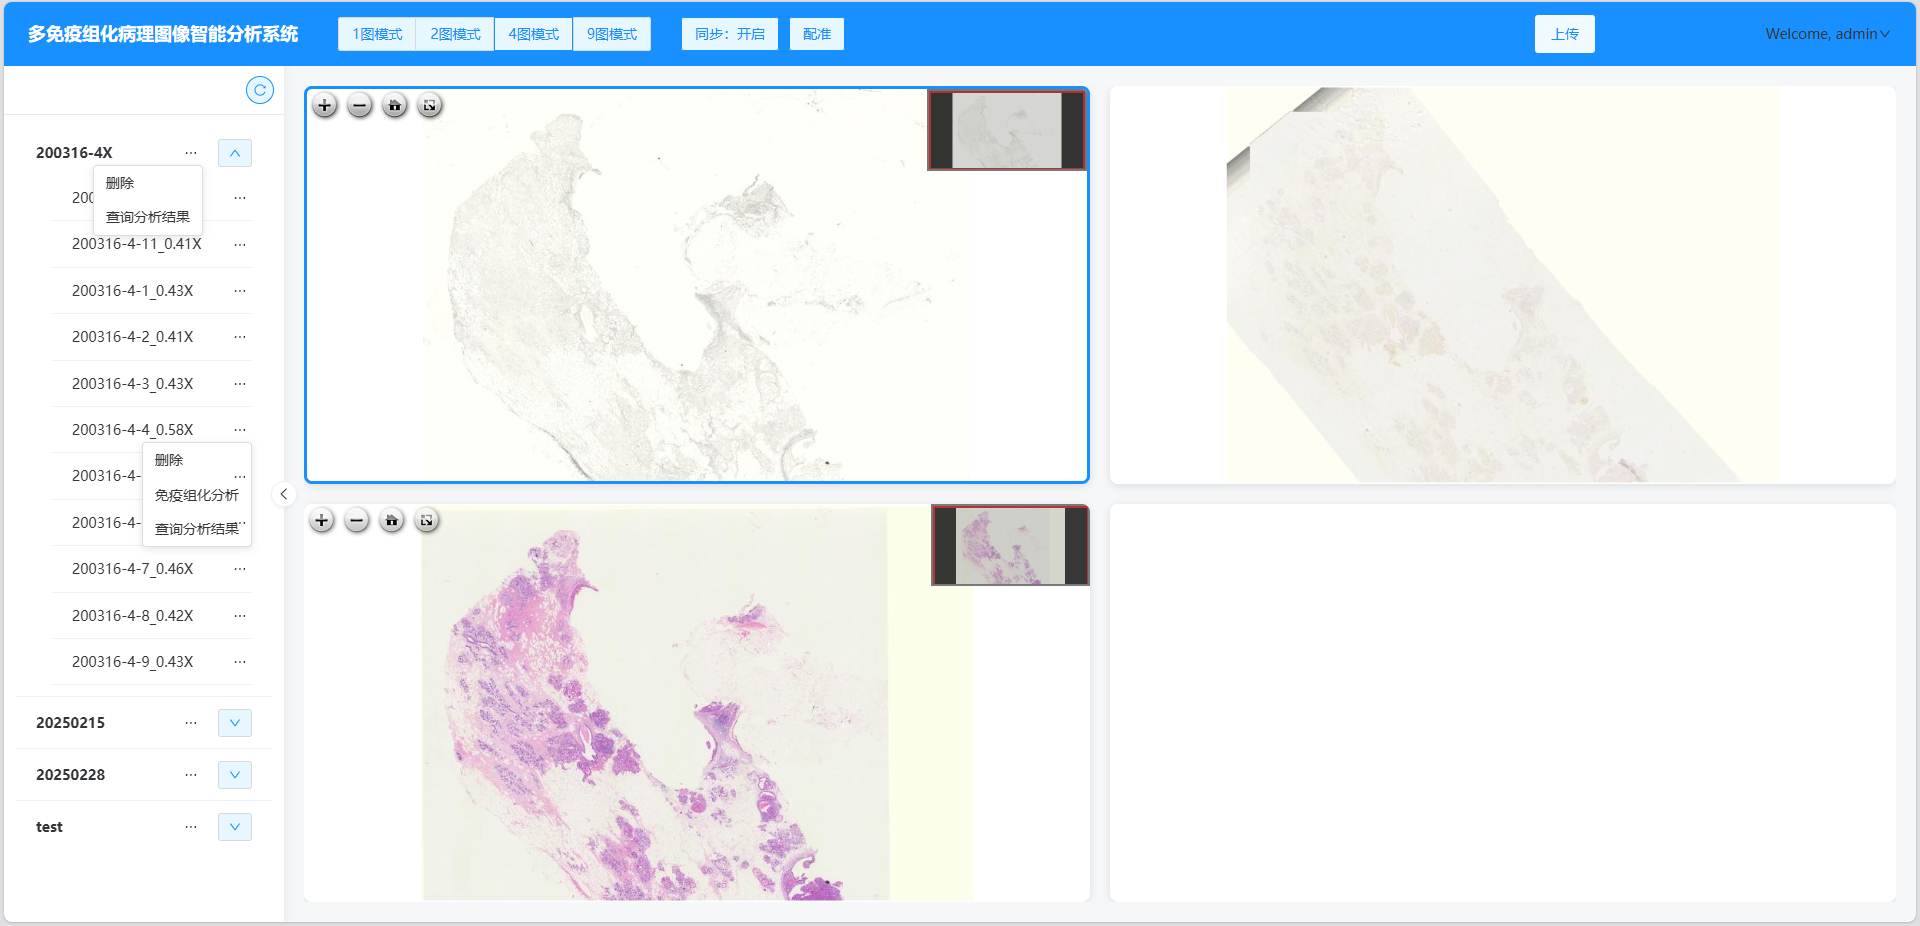 多免疫组化病理图像智能分析系统
1图模式 2图模式 4图模式 9图模式 同步：开启 配准 上传 Welcome, admin
200316-4X ...
删除
查询分析结果
200 ...
200316-4-11_0.41X ...
200316-4-1_0.43X ...
200316-4-2_0.41X ...
200316-4-3_0.43X ...
200316-4-4_0.58X ...
删除
200316-4- ...
免疫组化分析
200316-4- ...
查询分析结果
200316-4-7_0.46X ...
200316-4-8_0.42X ...
200316-4-9_0.43X ...
20250215 ...
20250228 ...
test ...